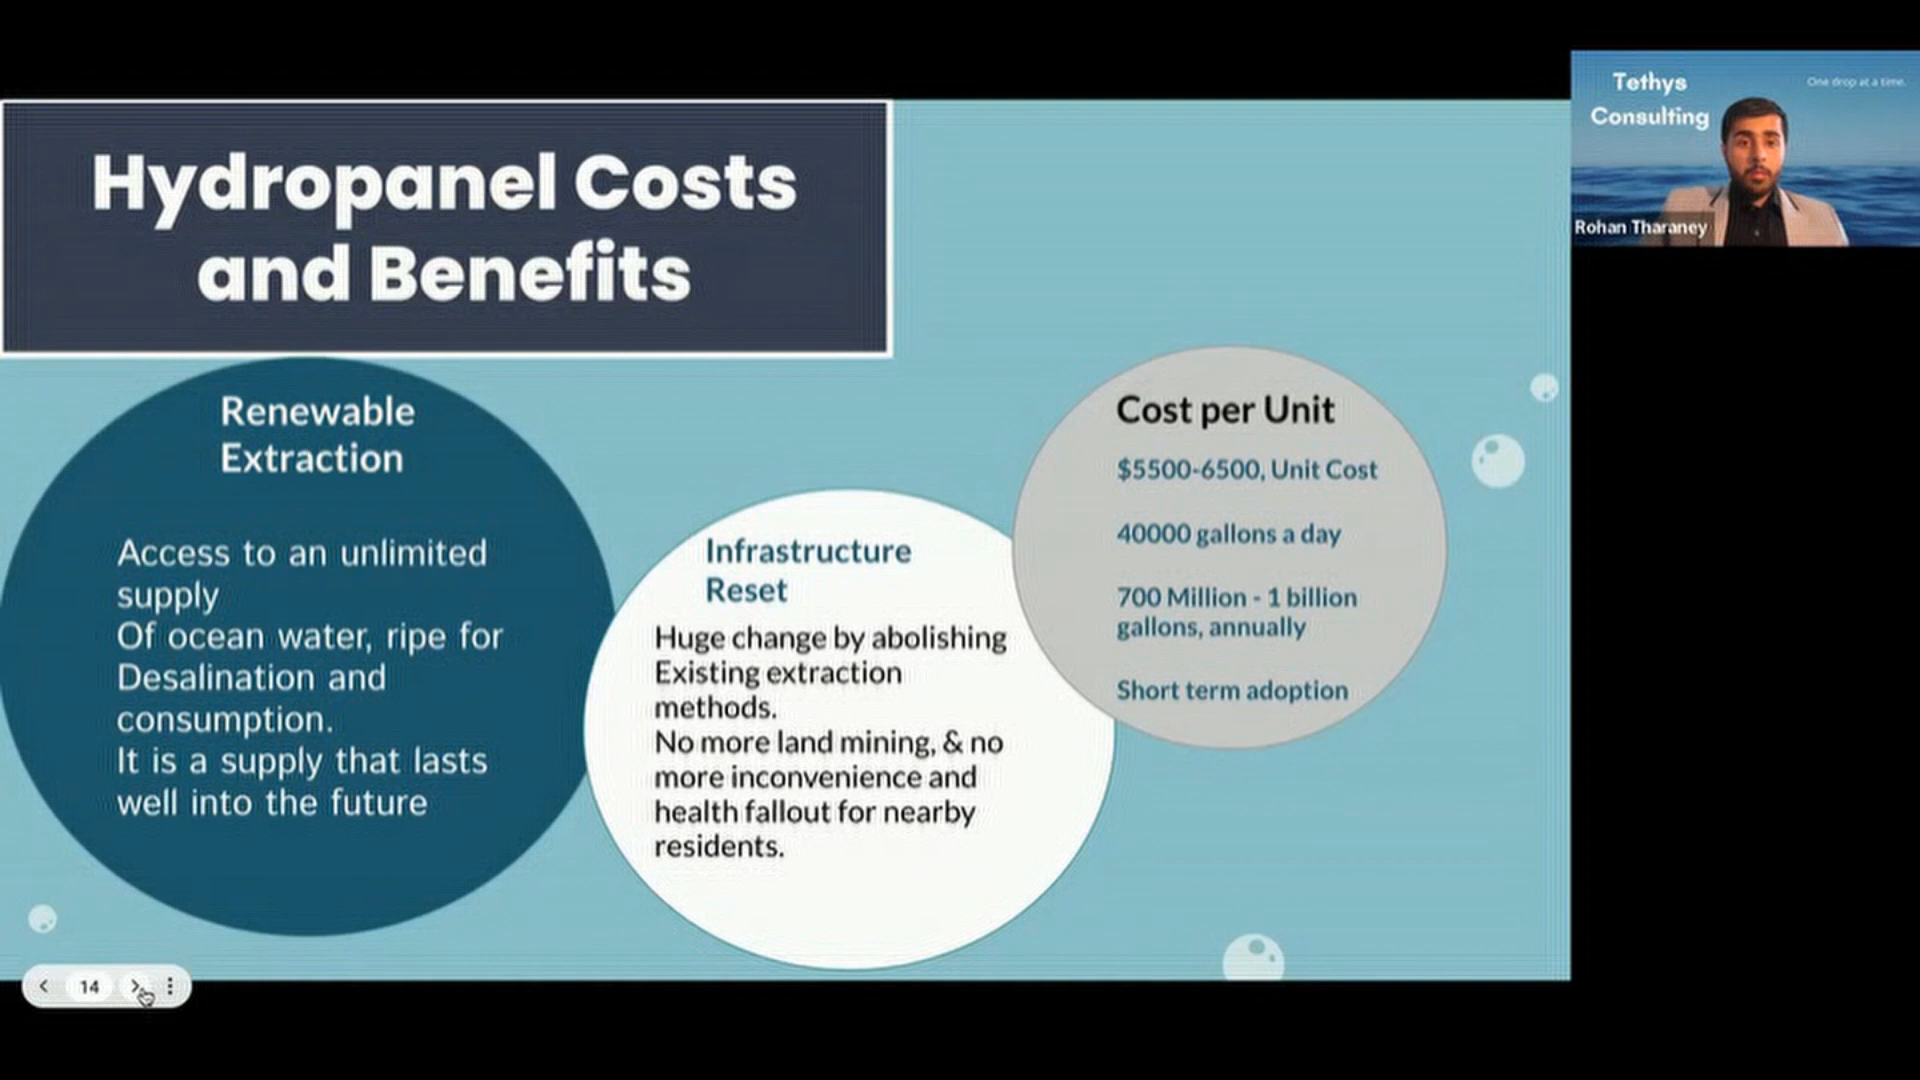 Hydropanel Costs
and Benefits
Renewable
Extraction
Access to an unlimited
supply
Of ocean water, ripe for
Desalination and
consumption.
It is a supply that lasts
well into the future
Infrastructure
Reset
Huge change by abolishing
Existing extraction
methods.
No more land mining, & no
more inconvenience and
health fallout for nearby
residents.
Cost per Unit
$5500-6500, Unit Cost
40000 gallons a day
700 Million - 1 billion
gallons, annually
Short term adoption
Tethys
Consulting
One drop at a time.
Rohan Tharaney
14